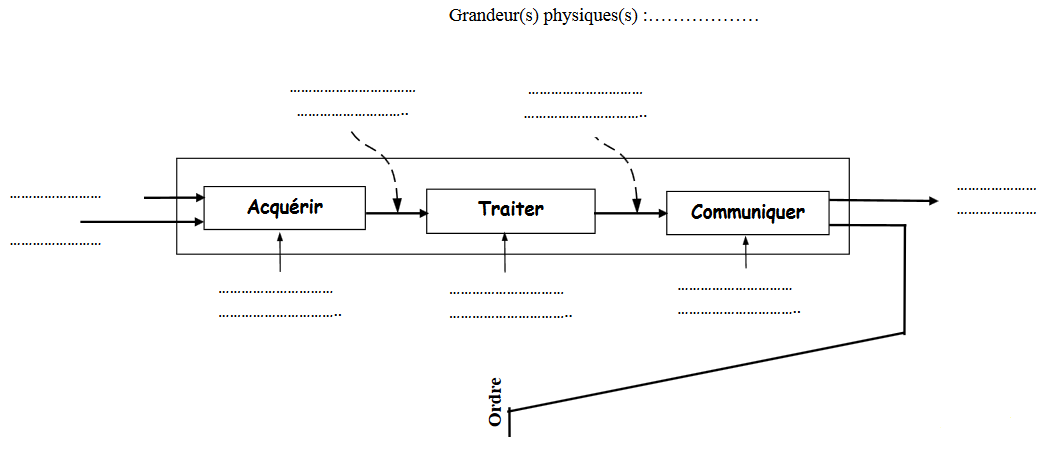 Grandeur(s) physiques(s) :………………
……………………………
………………………..
…………………………
…………………………..
……………………
……………………
Acquérir
Traiter
Communiquer
…………………
…………………
…………………………
…………………………..
…………………………
…………………………..
…………………………
…………………………..
Ordre